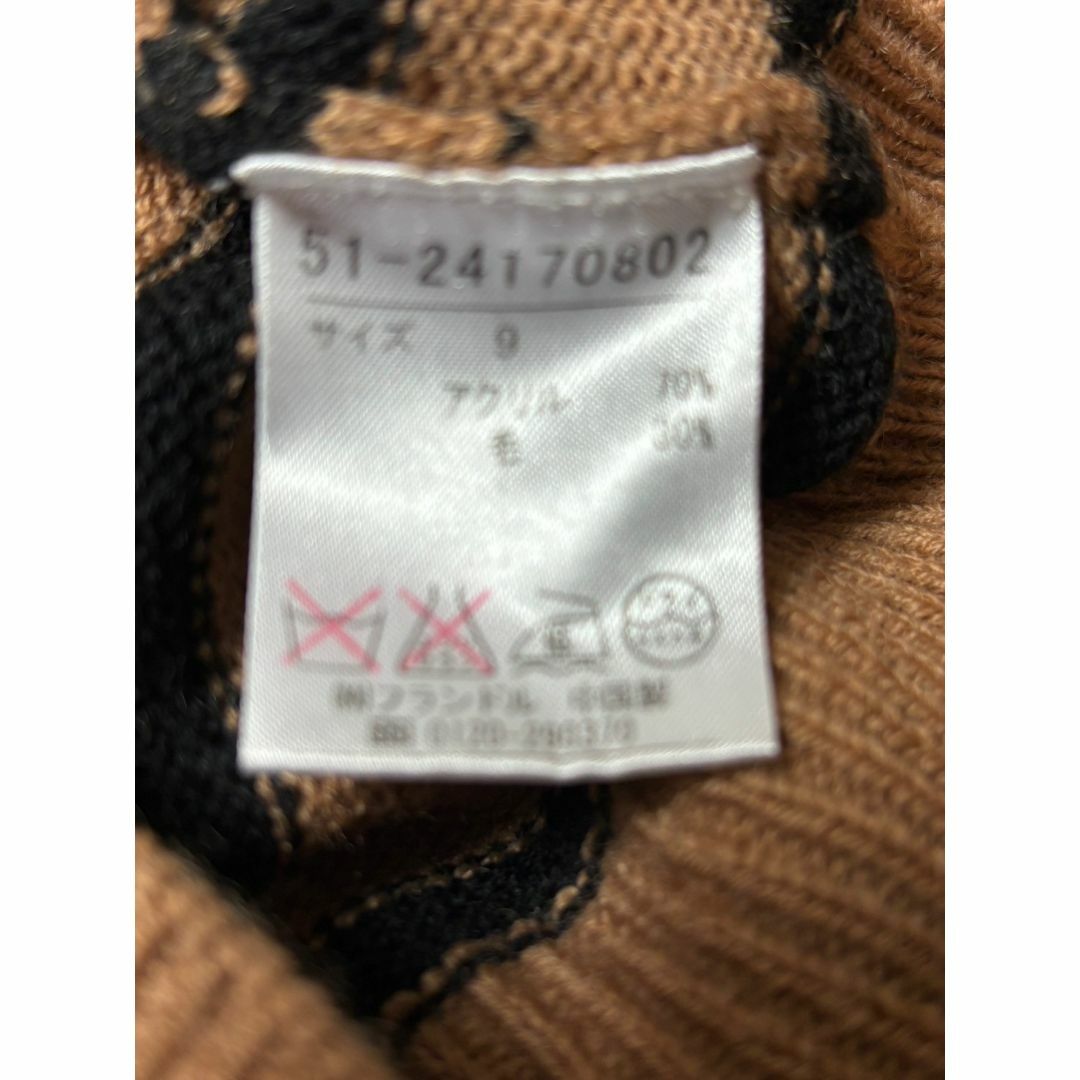 51-24170802
サイズ 9
アクリル 70%
毛 30%
㈱フランドル 中国製